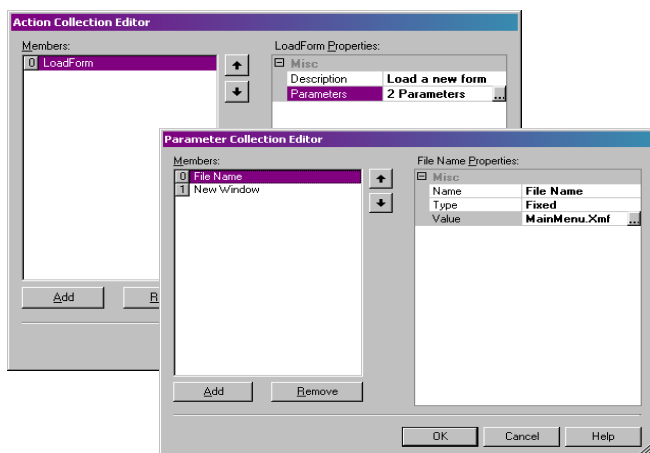 Action Collection Editor
Members:
0 LoadForm
LoadForm Properties:
Misc
Description Load a new form
Parameters 2 Parameters ...
Add
R
Parameter Collection Editor
Members:
0 File Name
1 New Window
File Name Properties:
Misc
Name File Name
Type Fixed
Value MainMenu.Xmf ...
Add
Remove
OK
Cancel
Help